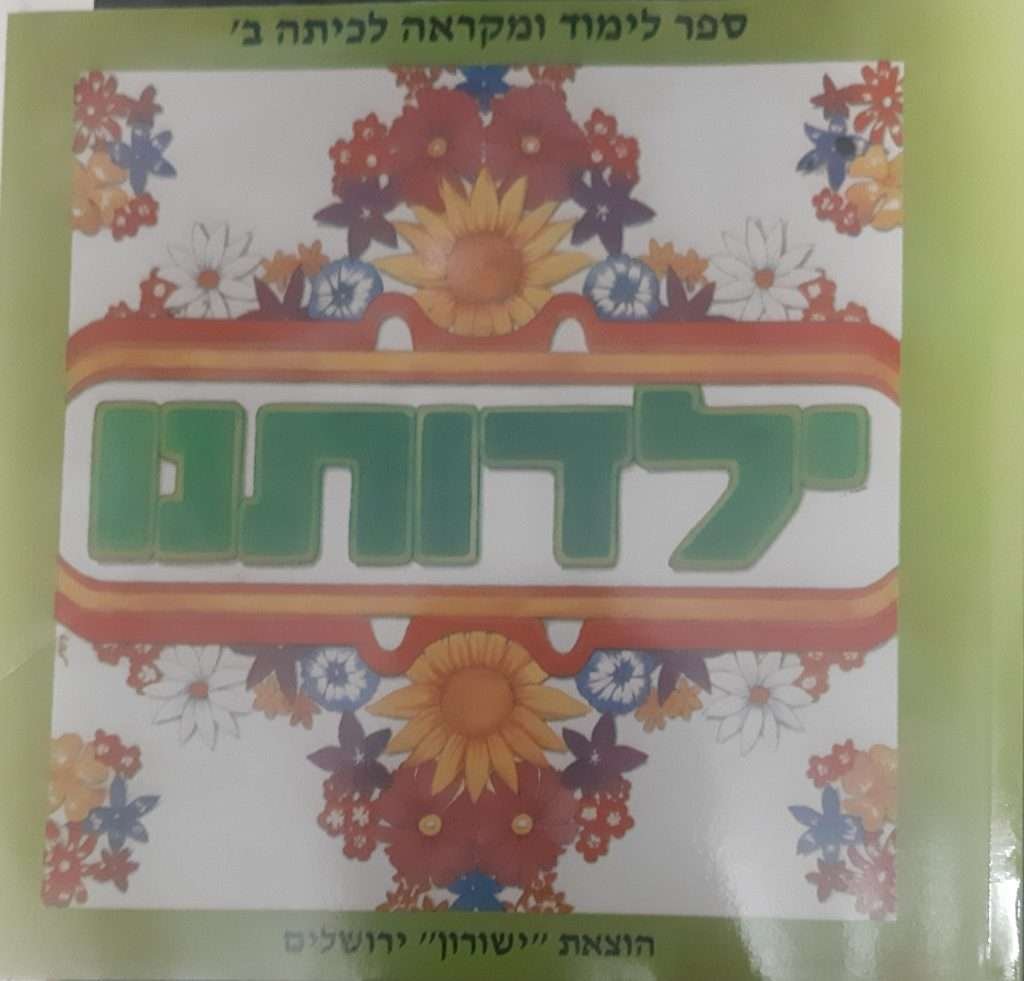 ספר לימוד ומקראה לכיתה ב'
ילדותנו
הוצאת "ישורון" ירושלים